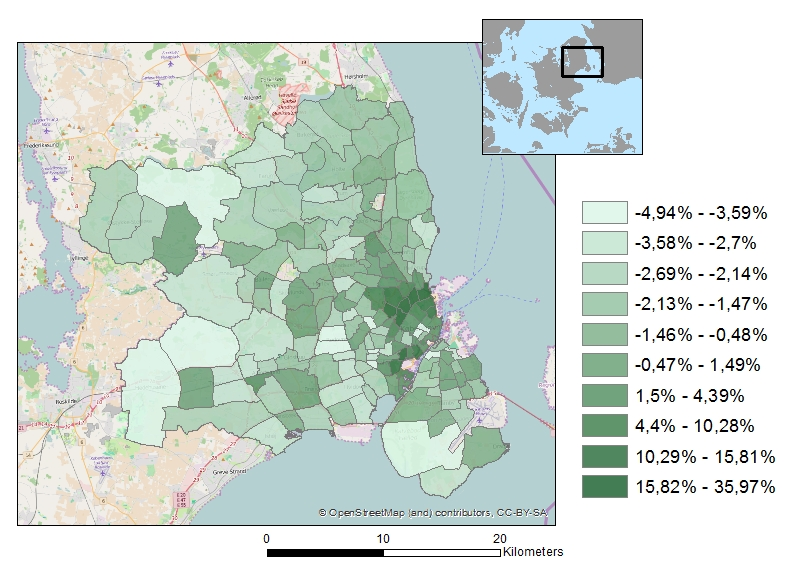 Hørsholm
Allerød
Frederikssund
Roskilde
Greve Strand
© OpenStreetMap (and) contributors, CC-BY-SA
-4,94% - -3,59%
-3,58% - -2,7%
-2,69% - -2,14%
-2,13% - -1,47%
-1,46% - -0,48%
-0,47% - 1,49%
1,5% - 4,39%
4,4% - 10,28%
10,29% - 15,81%
15,82% - 35,97%
0 10 20
Kilometers